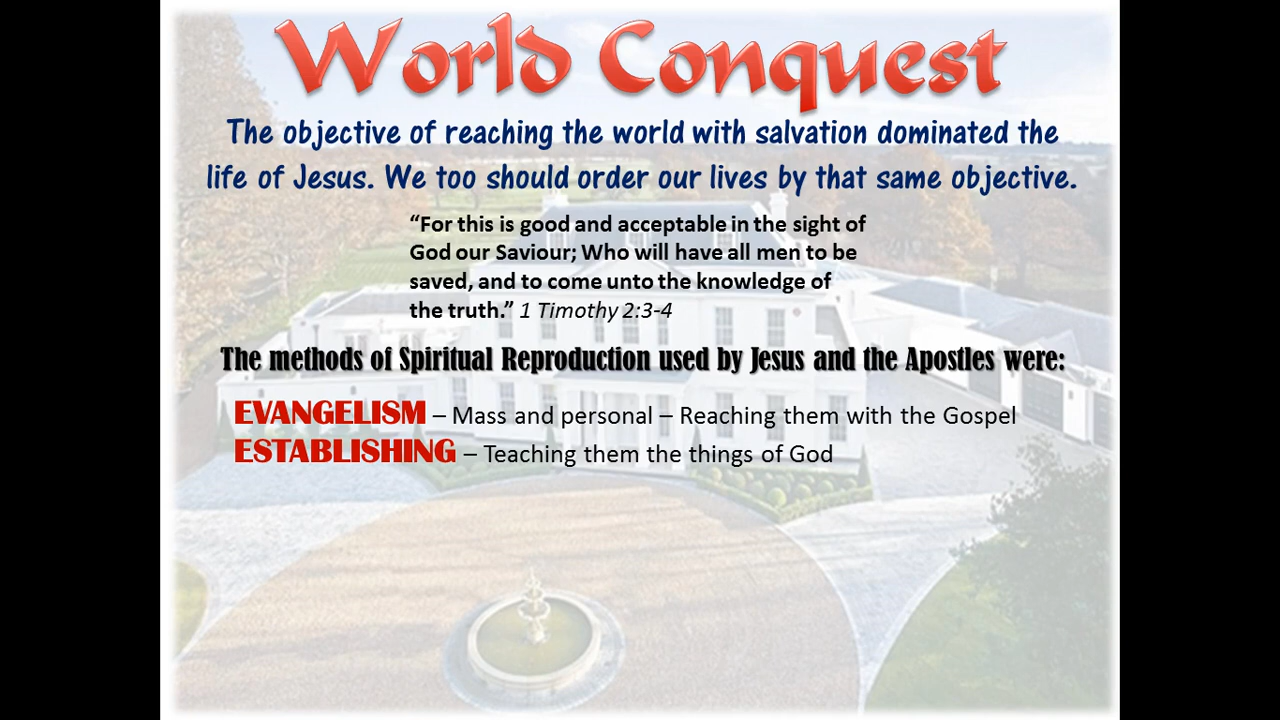 World Conquest
The objective of reaching the world with salvation dominated the
life of Jesus. We too should order our lives by that same objective.
“For this is good and acceptable in the sight of
God our Saviour; Who will have all men to be
saved, and to come unto the knowledge of
the truth.” 1 Timothy 2:3-4
The methods of Spiritual Reproduction used by Jesus and the Apostles were:
EVANGELISM – Mass and personal – Reaching them with the Gospel
ESTABLISHING – Teaching them the things of God